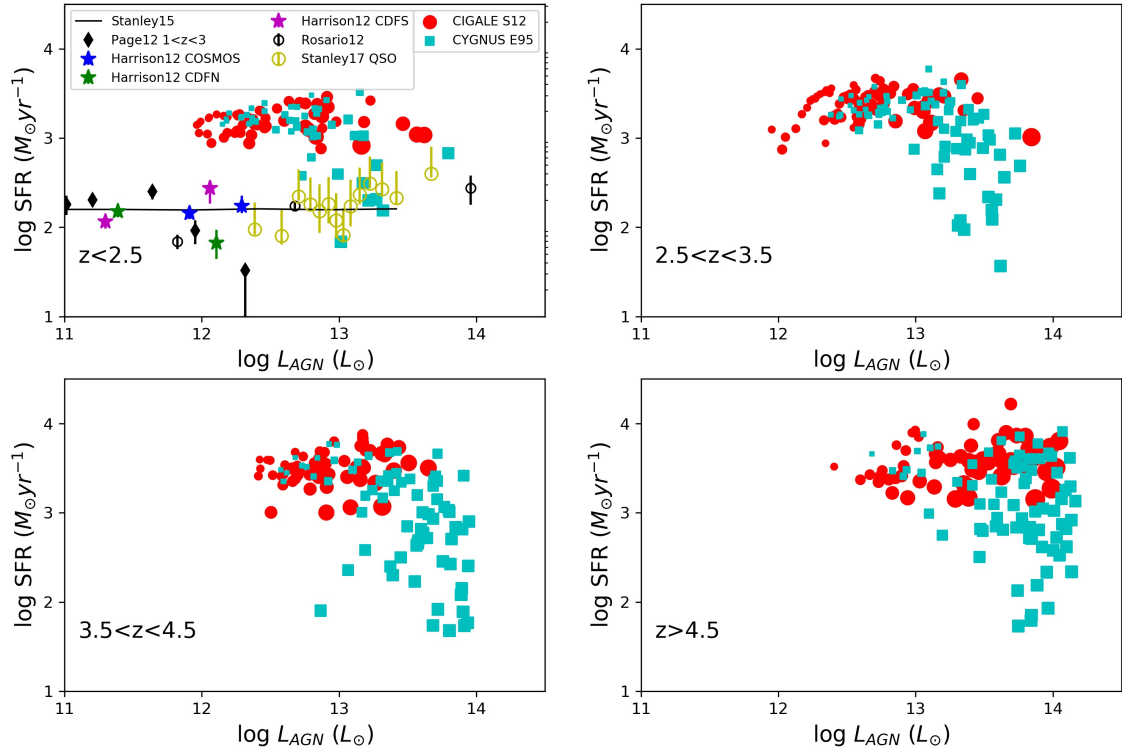 Stanley15
Page12 1<z<3
Harrison12 COSMOS
Harrison12 CDFN
Harrison12 CDFS
Rosario12
Stanley17 QSO
CIGALE S12
CYGNUS E95
4
3
2
1
log SFR (M⊙yr⁻¹)
z<2.5
11 12 13 14
log L_AGN (L⊙)
4
3
2
1
log SFR (M⊙yr⁻¹)
2.5<z<3.5
11 12 13 14
log L_AGN (L⊙)
4
3
2
1
log SFR (M⊙yr⁻¹)
3.5<z<4.5
11 12 13 14
log L_AGN (L⊙)
4
3
2
1
log SFR (M⊙yr⁻¹)
z>4.5
11 12 13 14
log L_AGN (L⊙)